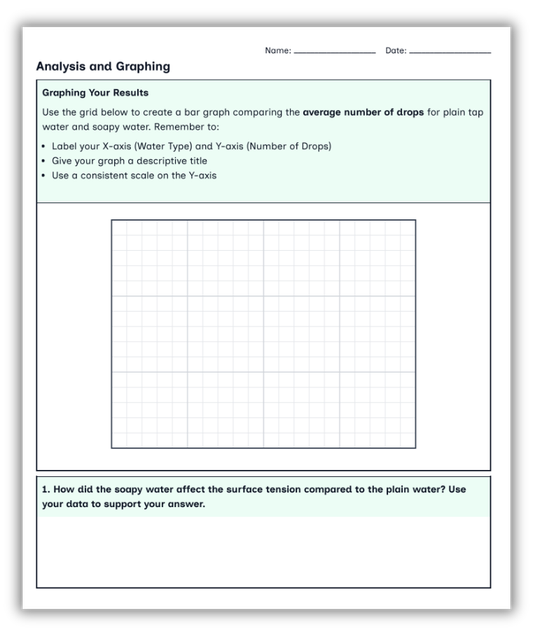 Name: ____________ Date: ____________
Analysis and Graphing
Graphing Your Results
Use the grid below to create a bar graph comparing the average number of drops for plain tap
water and soapy water. Remember to:
• Label your X-axis (Water Type) and Y-axis (Number of Drops)
• Give your graph a descriptive title
• Use a consistent scale on the Y-axis
1. How did the soapy water affect the surface tension compared to the plain water? Use
your data to support your answer.